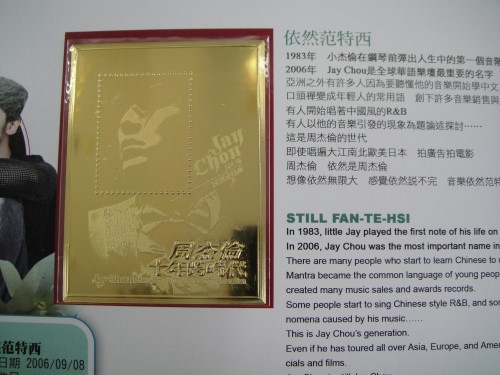 依然范特西
1983年 小杰倫在鋼琴前彈出人生中的第一個音
2006年 Jay Chou是全球華語樂壇最重要的名字
亞洲之外有許多人因為要聽懂他的音樂開始學中文
口頭禪變成年輕人的常用語 創下許多音樂銷售與
有人開始唱著中國風的R&B
有人以他的音樂引發的現象為題論述探討……
這是周杰倫的世代
即使唱遍大江南北歐美日本 拍廣告拍電影
周杰倫 依然是周杰倫
想像依然無限大 感覺依然說不完 音樂依然范特
Jay
Chou
周杰倫
十年 時代
Jay Chou
STILL FAN-TE-HSI
In 1983, little Jay played the first note of his life on
In 2006, Jay Chou was the most important name in
There are many people who start to learn Chinese to
Mantra became the common language of young peop
created many music sales and awards records.
Some people start to sing Chinese style R&B, and so
nomena caused by his music……
This is Jay Chou's generation.
Even if he has toured all over Asia, Europe, and Ame
cials and films.
然范特西
日期 2006/09/08